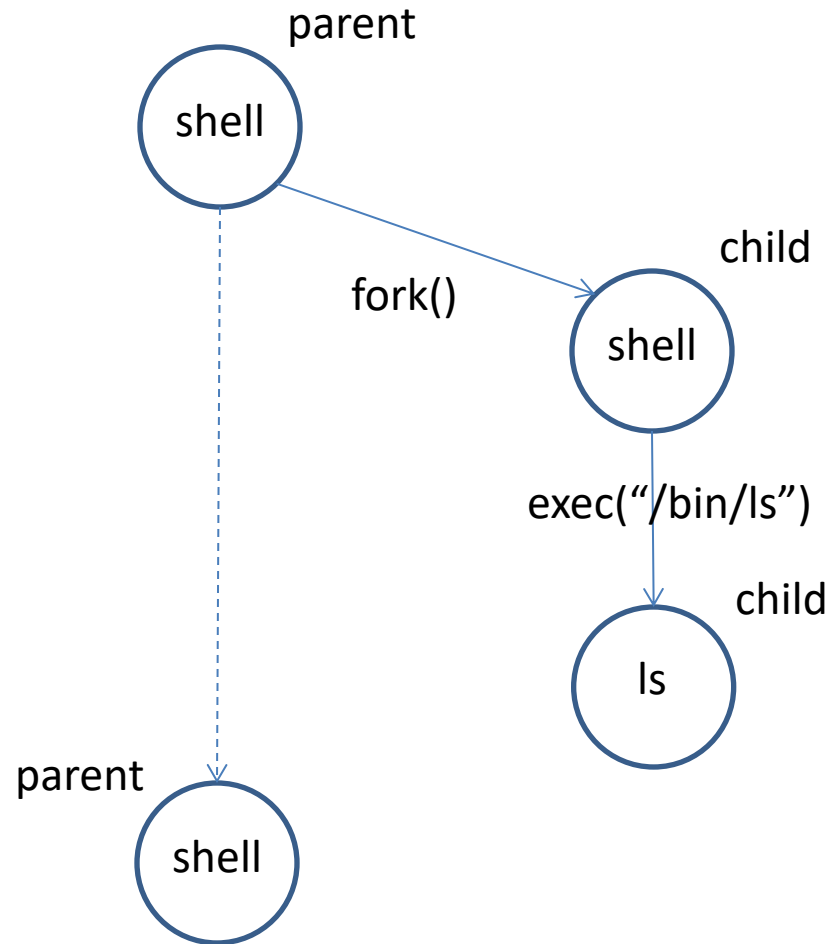 parent
shell
child
fork()
shell
exec(“/bin/ls”)
child
ls
parent
shell